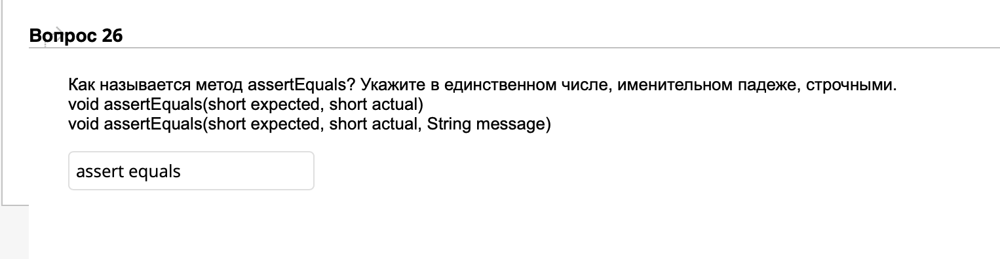 Вопрос 26
Как называется метод assertEquals? Укажите в единственном числе, именительном падеже, строчными.
void assertEquals(short expected, short actual)
void assertEquals(short expected, short actual, String message)
assert equals